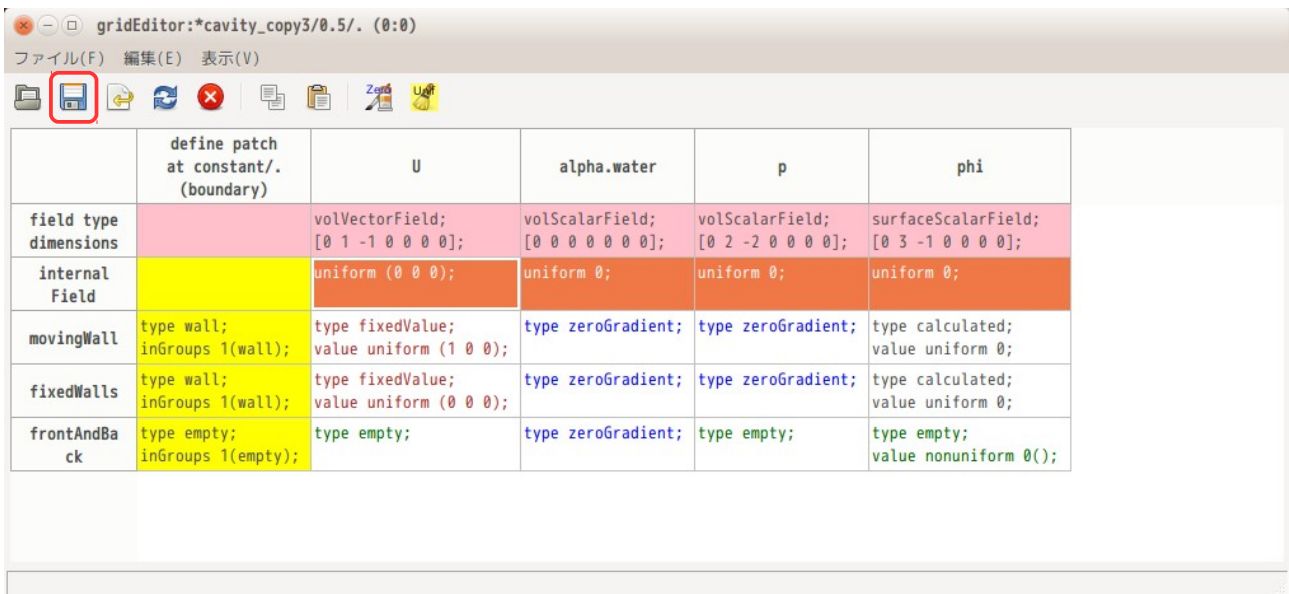 gridEditor:*cavity_copy3/0.5/. (0:0)
ファイル(F) 編集(E) 表示(V)
Zero Unif
define patch
at constant/.
(boundary)
U
alpha.water
p
phi
field type
dimensions
volVectorField;
[0 1 -1 0 0 0 0];
volScalarField;
[0 0 0 0 0 0 0];
volScalarField;
[0 2 -2 0 0 0 0];
surfaceScalarField;
[0 3 -1 0 0 0 0];
internal
Field
uniform (0 0 0);
uniform 0;
uniform 0;
uniform 0;
movingWall
type wall;
inGroups 1(wall);
type fixedValue;
value uniform (1 0 0);
type zeroGradient;
type zeroGradient;
type calculated;
value uniform 0;
fixedWalls
type wall;
inGroups 1(wall);
type fixedValue;
value uniform (0 0 0);
type zeroGradient;
type zeroGradient;
type calculated;
value uniform 0;
frontAndBa
ck
type empty;
inGroups 1(empty);
type empty;
type zeroGradient;
type empty;
type empty;
value nonuniform 0();